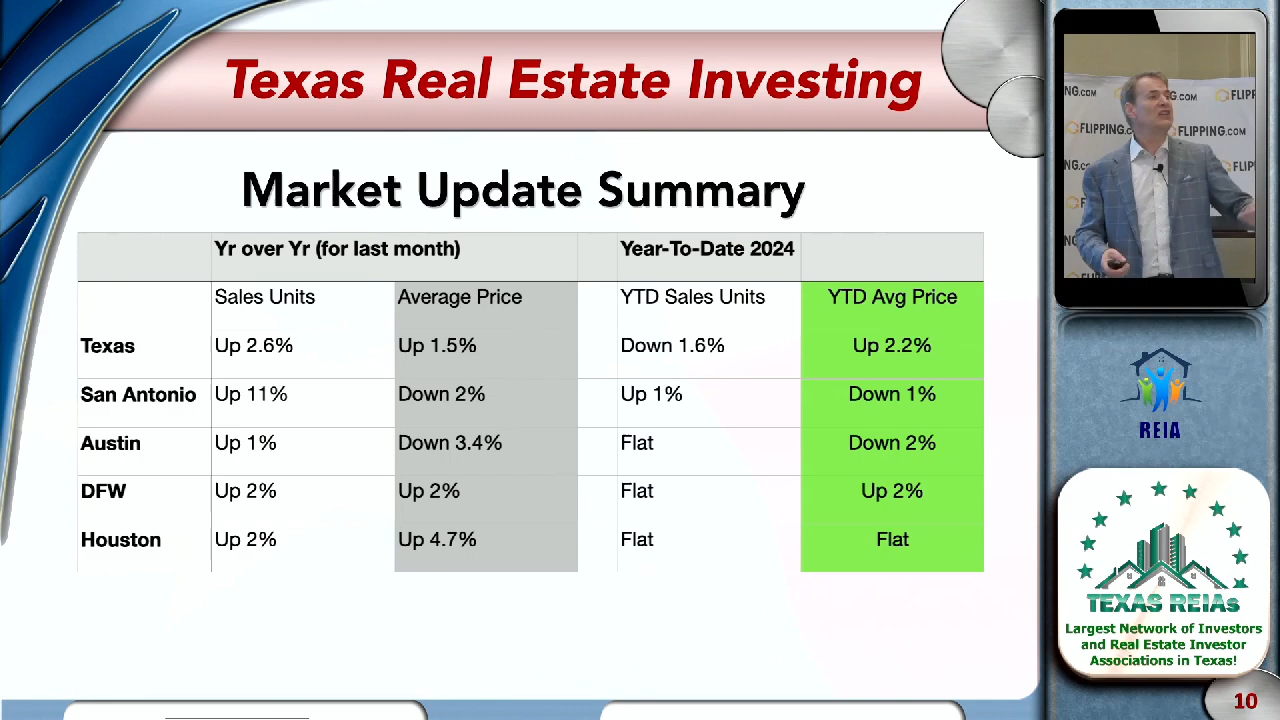 Texas Real Estate Investing
Market Update Summary
Yr over Yr (for last month) Year-To-Date 2024
Sales Units Average Price YTD Sales Units YTD Avg Price
Texas Up 2.6% Up 1.5% Down 1.6% Up 2.2%
San Antonio Up 11% Down 2% Up 1% Down 1%
Austin Up 1% Down 3.4% Flat Down 2%
DFW Up 2% Up 2% Flat Up 2%
Houston Up 2% Up 4.7% Flat Flat
NG.COM FLIPPING.COM
REIA
TEXAS REIAs
Largest Network of Investors
and Real Estate Investor
Associations in Texas!
10